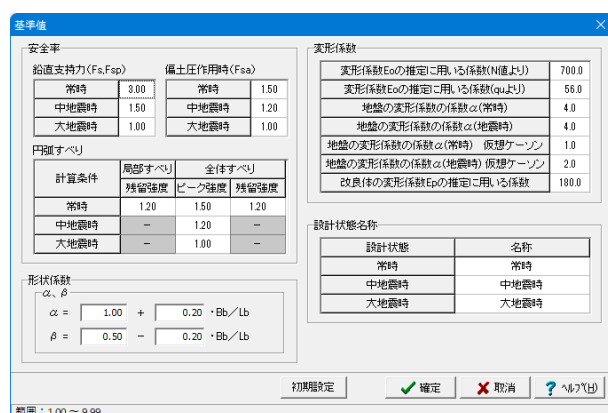 基準値
安全率
鉛直支持力(Fs,Fsp)
常時 3.00
中地震時 1.50
大地震時 1.00
偏土圧作用時(Fsa)
常時 1.50
中地震時 1.20
大地震時 1.00
円弧すべり
計算条件 局部すべり 全体すべり
残留強度 ピーク強度 残留強度
常時 1.20 1.50 1.20
中地震時 − 1.20 −
大地震時 − 1.00 −
形状係数
α、β
α = 1.00 + 0.20 ・Bb／Lb
β = 0.50 − 0.20 ・Bb／Lb
変形係数
変形係数Eoの推定に用いる係数(N値より) 700.0
変形係数Eoの推定に用いる係数(quより) 56.0
地盤の変形係数の係数α(常時) 4.0
地盤の変形係数の係数α(地震時) 4.0
地盤の変形係数の係数α(常時) 仮想ケーソン 1.0
地盤の変形係数の係数α(地震時) 仮想ケーソン 2.0
改良体の変形係数Epの推定に用いる係数 180.0
設計状態名称
設計状態 名称
常時 常時
中地震時 中地震時
大地震時 大地震時
初期設定 確定 取消 ? ヘルプ(H)
範囲：1.00 ～ 9.99